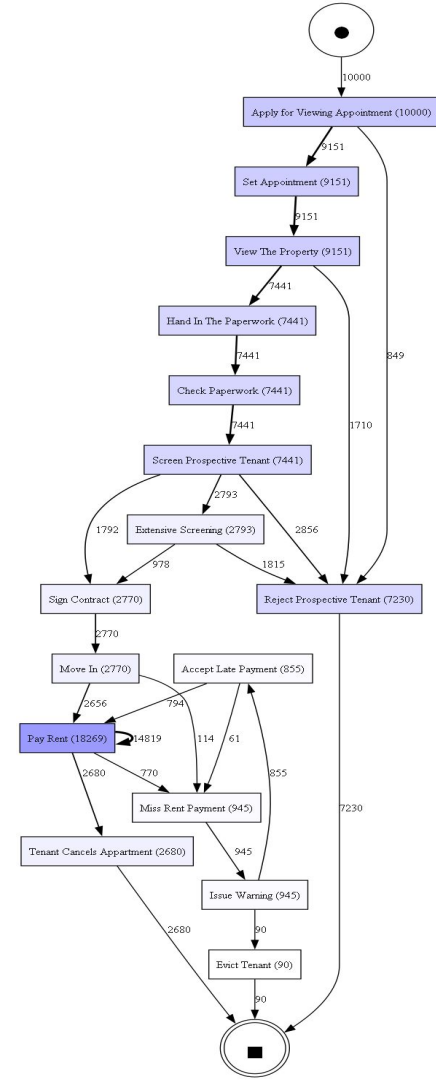 10000
Apply for Viewing Appointment (10000)
9151
Set Appointment (9151)
9151
View The Property (9151)
7441
Hand In The Paperwork (7441)
849
7441
Check Paperwork (7441)
7441
1710
Screen Prospective Tenant (7441)
2793
1792
Extensive Screening (2793)
2856
978
1815
Sign Contract (2770)
Reject Prospective Tenant (7230)
2770
Move In (2770)
Accept Late Payment (855)
2656
794
Pay Rent (18269)
14819
114
61
2680
770
855
Miss Rent Payment (945)
7230
945
Tenant Cancels Appartment (2680)
Issue Warning (945)
90
2680
Evict Tenant (90)
90